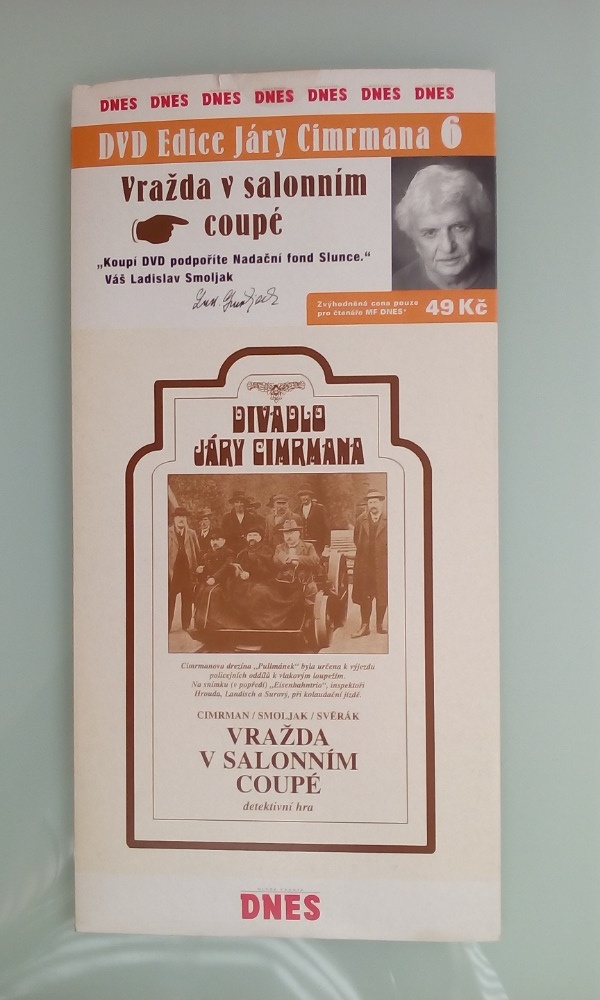 DNES DNES DNES DNES DNES DNES DNES
DVD Edice Járy Cimrmana 6
Vražda v salonním
coupé
„Koupí DVD podpoříte Nadační fond Slunce."
Váš Ladislav Smoljak
Zvýhodněná cena pouze
pro čtenáře MF DNES*
49 Kč
DIVADLO
JÁRY CIMRMANA
Cimrmanova drezína „Pullmánek" byla určena k výjezdu
policejních oddílů k vlakovým loupežím.
Na snímku (v popředí) „Eisenbahntrio", inspektoři
Hrouda, Landisch a Surový, při kolaudační jízdě.
CIMRMAN / SMOLJAK / SVĚRÁK
VRAŽDA
V SALONNÍM
COUPÉ
detektivní hra
DNES